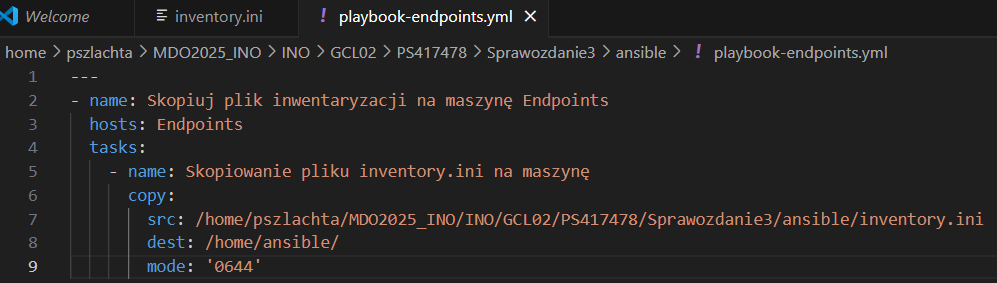 Welcome inventory.ini ! playbook-endpoints.yml ×
home > pszlachta > MDO2025_INO > INO > GCL02 > PS417478 > Sprawozdanie3 > ansible > ! playbook-endpoints.yml
1 ---
2 - name: Skopiuj plik inwentaryzacji na maszynę Endpoints
3 hosts: Endpoints
4 tasks:
5 - name: Skopiowanie pliku inventory.ini na maszynę
6 copy:
7 src: /home/pszlachta/MDO2025_INO/INO/GCL02/PS417478/Sprawozdanie3/ansible/inventory.ini
8 dest: /home/ansible/
9 mode: '0644'